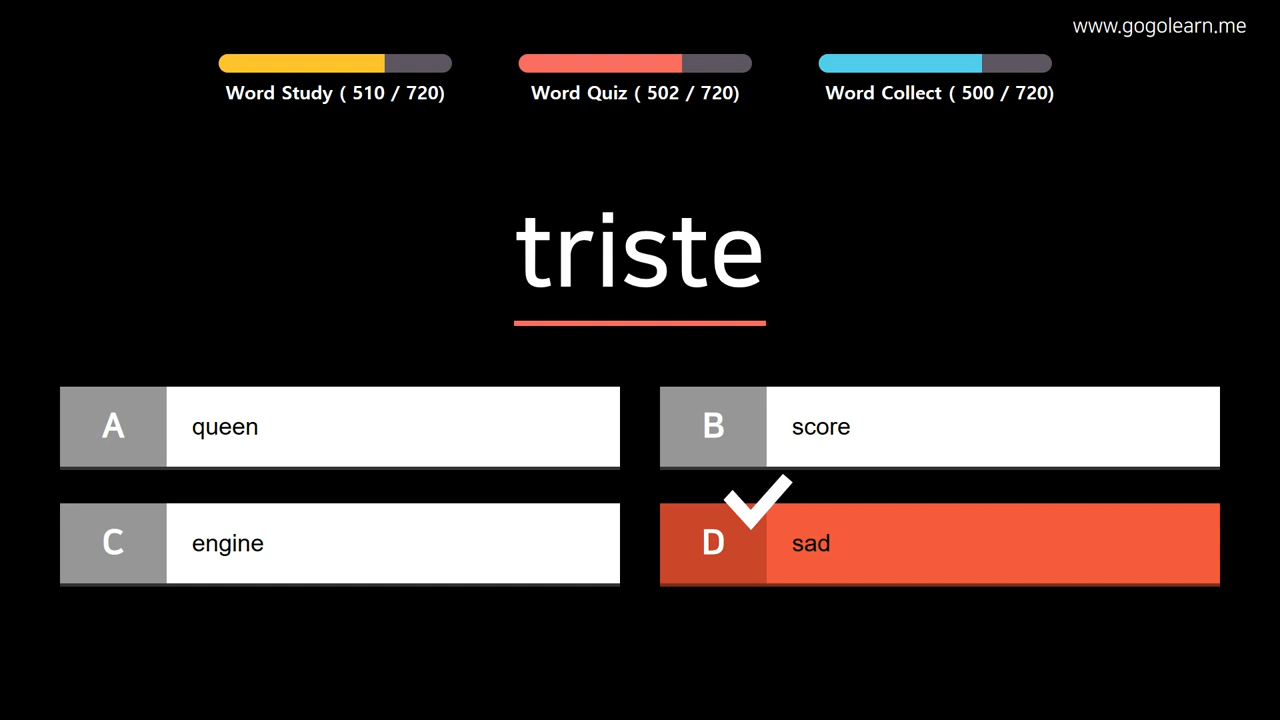 www.gogolearn.me
Word Study ( 510 / 720)
Word Quiz ( 502 / 720)
Word Collect ( 500 / 720)
triste
A queen
B score
C engine
D sad